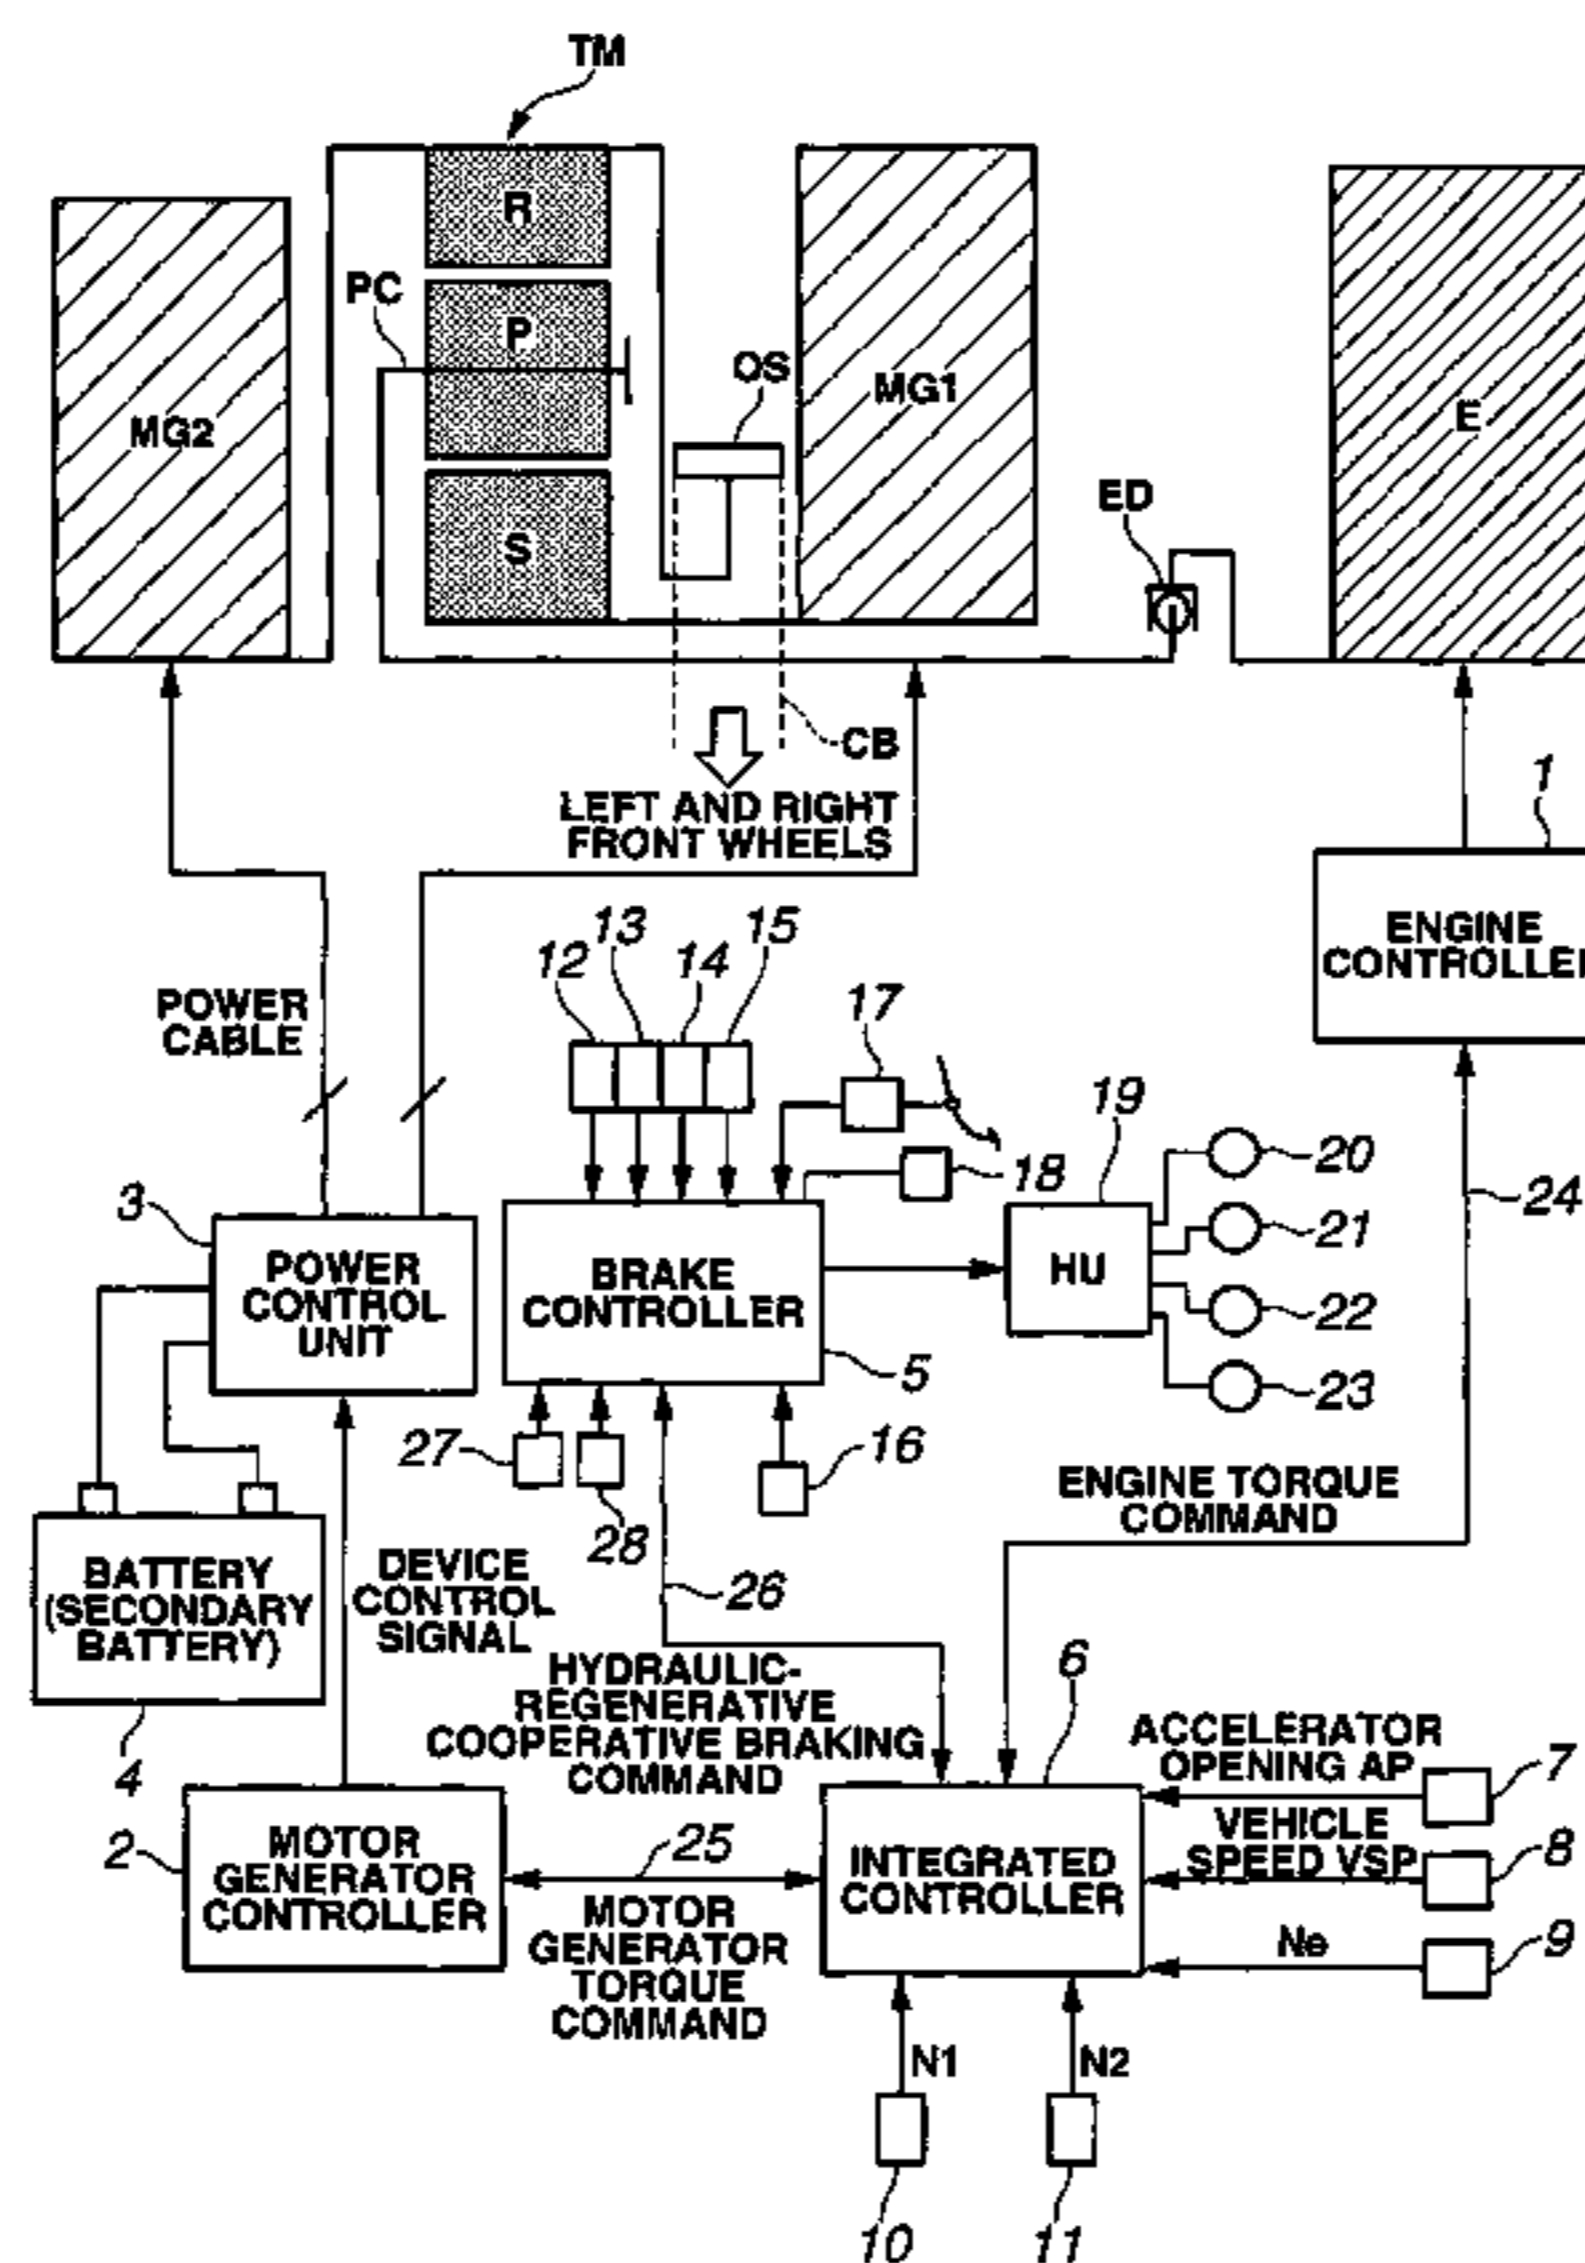 TM
R
PC
P
OS
MG1
MG2
E
ED
S
CB
LEFT AND RIGHT
FRONT WHEELS
1
ENGINE
CONTROLLE
12
13
14
15
17
POWER
CABLE
19
18
20
3
21
24
POWER
CONTROL
UNIT
BRAKE
CONTROLLER
HU
22
5
23
27
28
16
ENGINE TORQUE
COMMAND
BATTERY
(SECONDARY
BATTERY)
DEVICE
CONTROL
SIGNAL
26
4
HYDRAULIC-
REGENERATIVE
COOPERATIVE BRAKING
COMMAND
6
ACCELERATOR
OPENING AP
7
2
MOTOR
GENERATOR
CONTROLLER
25
MOTOR
GENERATOR
TORQUE
COMMAND
INTEGRATED
CONTROLLER
VEHICLE
SPEED VSP
8
Ne
9
N1
N2
10
11